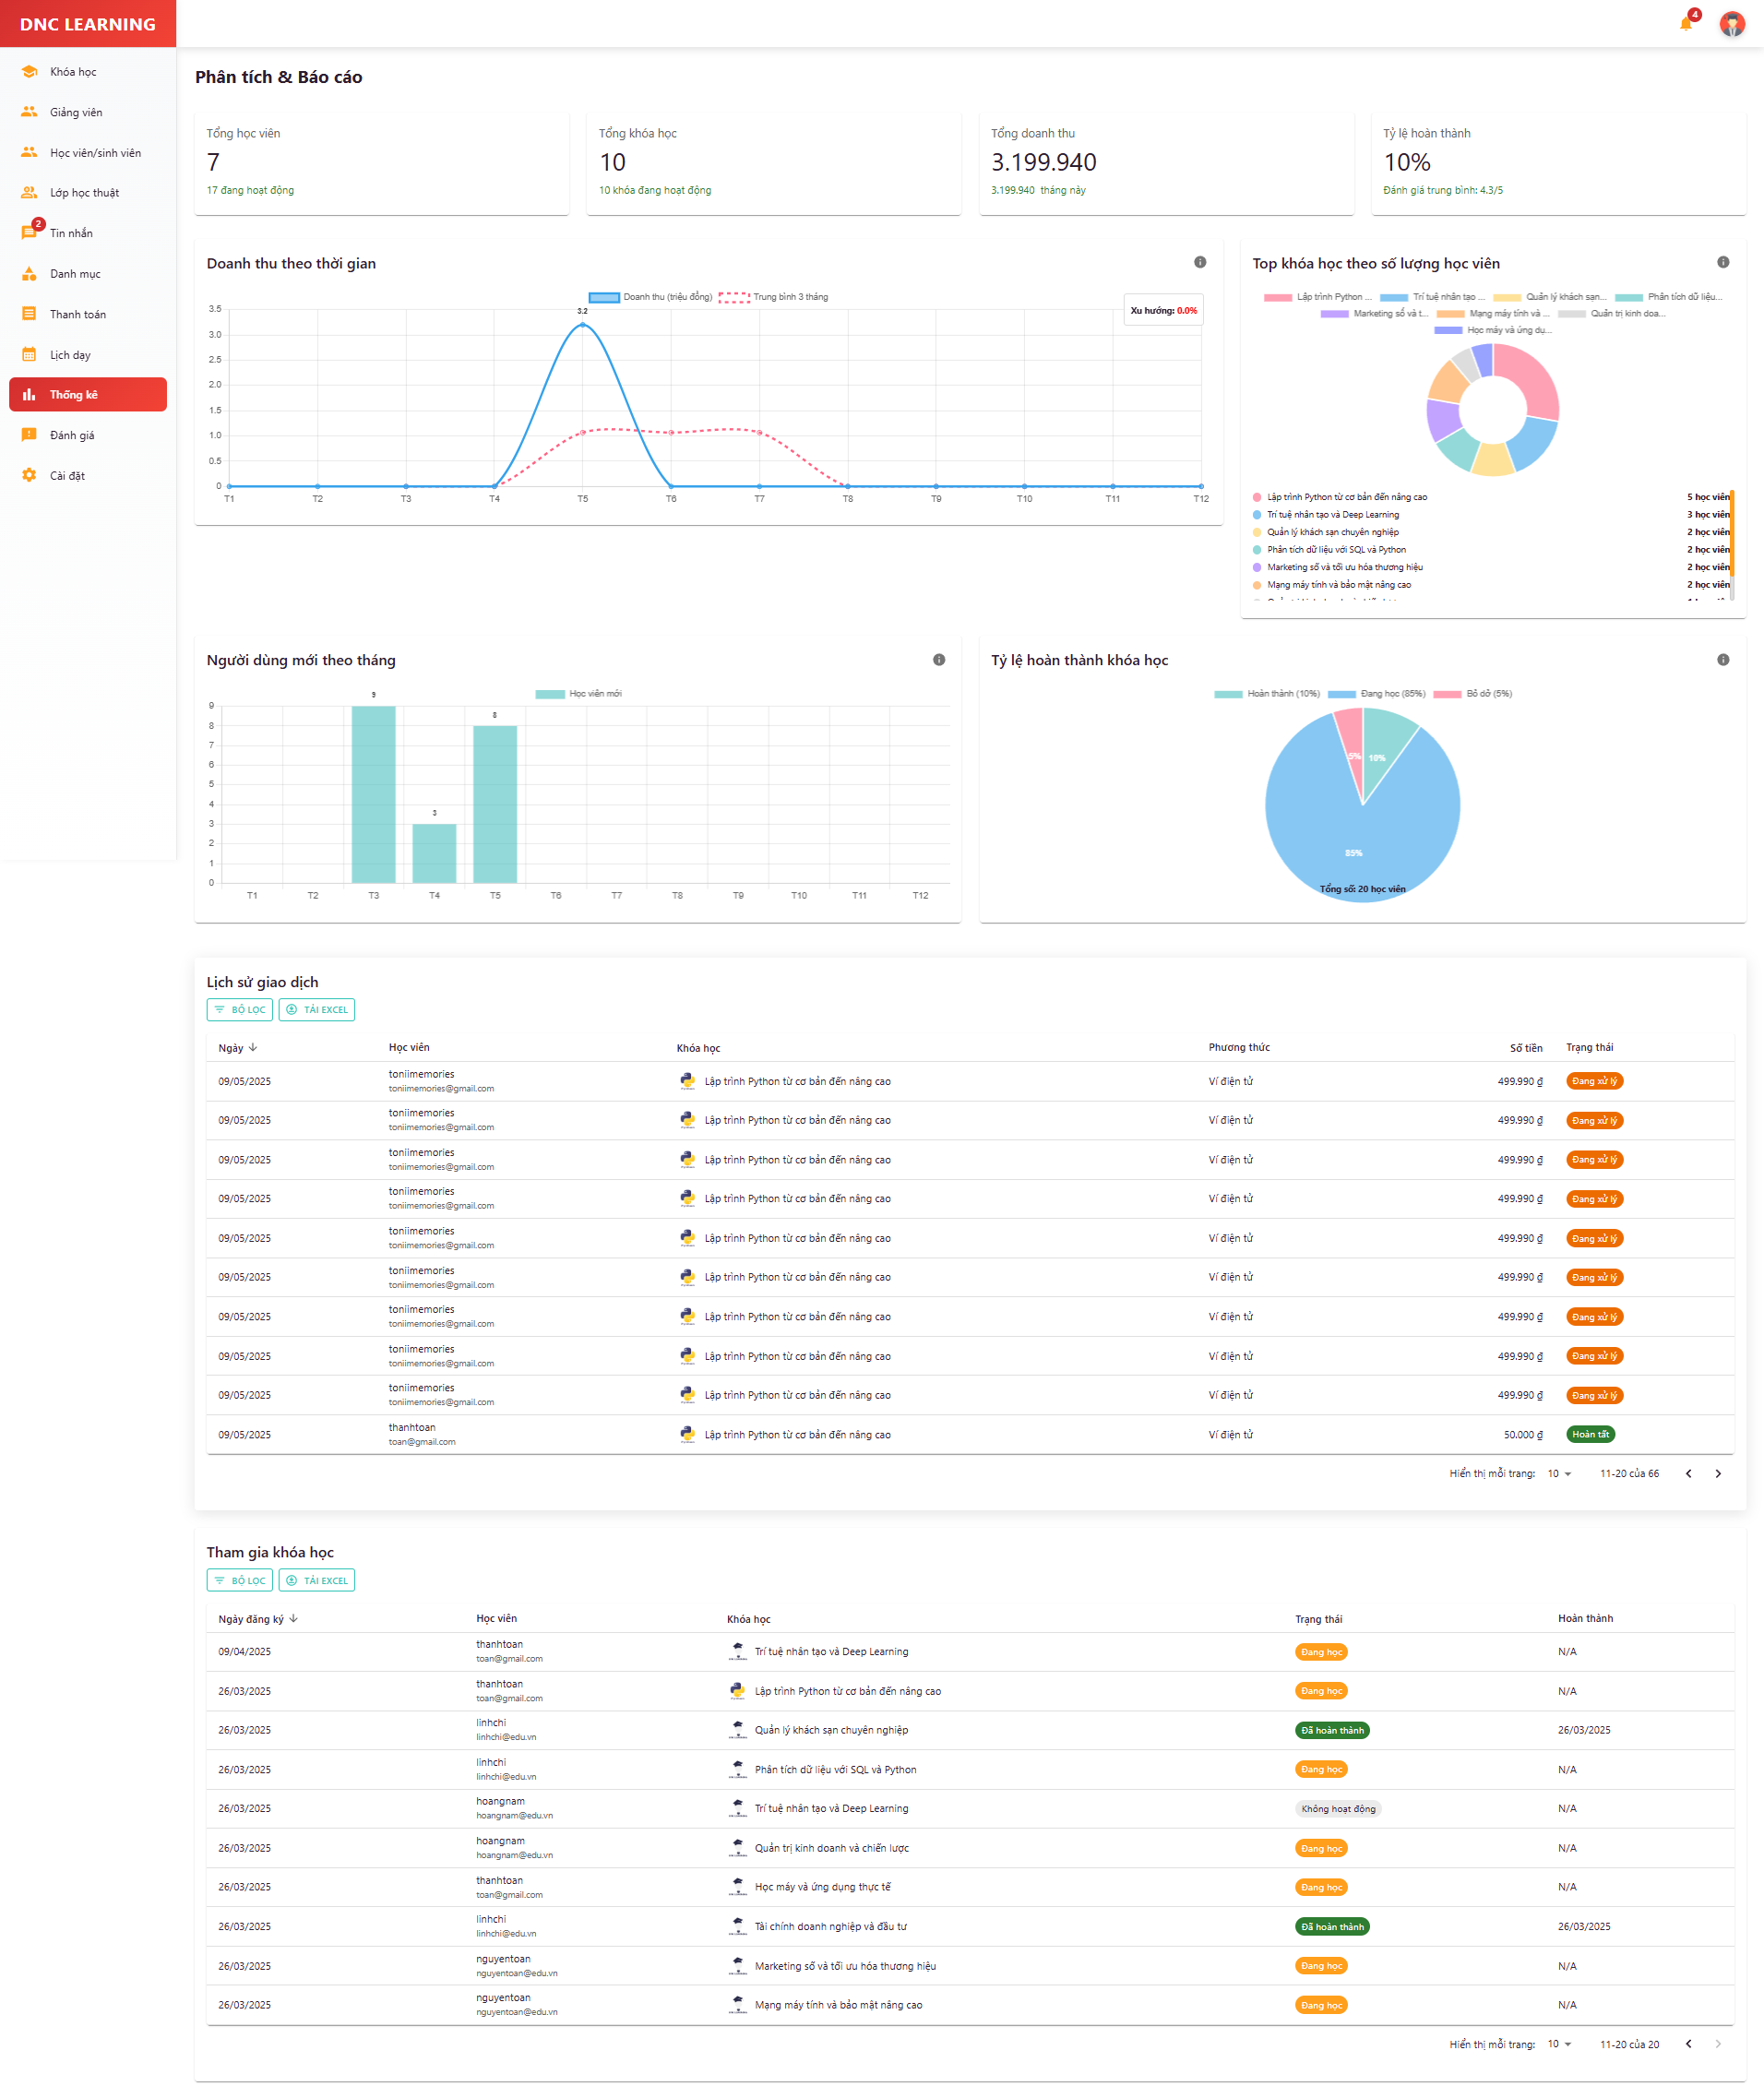 DNC LEARNING
4
Khóa học
Giảng viên
Học viên/sinh viên
Lớp học thuật
2
Tin nhắn
Danh mục
Thanh toán
Lịch dạy
Thống kê
Đánh giá
Cài đặt
Phân tích & Báo cáo
Tổng học viên
7
17 đang hoạt động
Tổng khóa học
10
10 khóa đang hoạt động
Tổng doanh thu
3.199.940
3.199.940 tháng này
Tỷ lệ hoàn thành
10%
Đánh giá trung bình: 4.3/5
Doanh thu theo thời gian
Doanh thu (triệu đồng) Trung bình 3 tháng
Xu hướng: 0.0%
3.2
3.5
3.0
2.5
2.0
1.5
1.0
0.5
0
T1 T2 T3 T4 T5 T6 T7 T8 T9 T10 T11 T12
Top khóa học theo số lượng học viên
Lập trình Python ... Trí tuệ nhân tạo ... Quản lý khách sạn... Phân tích dữ liệu...
Marketing số và t... Mạng máy tính và ... Quản trị kinh doa...
Học máy và ứng dụ...
Lập trình Python từ cơ bản đến nâng cao 5 học viên
Trí tuệ nhân tạo và Deep Learning 3 học viên
Quản lý khách sạn chuyên nghiệp 2 học viên
Phân tích dữ liệu với SQL và Python 2 học viên
Marketing số và tối ưu hóa thương hiệu 2 học viên
Mạng máy tính và bảo mật nâng cao 2 học viên
Người dùng mới theo tháng
Học viên mới
9
3
8
9
8
7
6
5
4
3
2
1
0
T1 T2 T3 T4 T5 T6 T7 T8 T9 T10 T11 T12
Tỷ lệ hoàn thành khóa học
Hoàn thành (10%) Đang học (85%) Bỏ dở (5%)
5% 10%
85%
Tổng số: 20 học viên
Lịch sử giao dịch
BỘ LỌC TẢI EXCEL
Ngày Học viên Khóa học Phương thức Số tiền Trạng thái
09/05/2025 toniimemories Lập trình Python từ cơ bản đến nâng cao Ví điện tử 499.990 ₫ Đang xử lý
toniimemories@gmail.com
09/05/2025 toniimemories Lập trình Python từ cơ bản đến nâng cao Ví điện tử 499.990 ₫ Đang xử lý
toniimemories@gmail.com
09/05/2025 toniimemories Lập trình Python từ cơ bản đến nâng cao Ví điện tử 499.990 ₫ Đang xử lý
toniimemories@gmail.com
09/05/2025 toniimemories Lập trình Python từ cơ bản đến nâng cao Ví điện tử 499.990 ₫ Đang xử lý
toniimemories@gmail.com
09/05/2025 toniimemories Lập trình Python từ cơ bản đến nâng cao Ví điện tử 499.990 ₫ Đang xử lý
toniimemories@gmail.com
09/05/2025 toniimemories Lập trình Python từ cơ bản đến nâng cao Ví điện tử 499.990 ₫ Đang xử lý
toniimemories@gmail.com
09/05/2025 toniimemories Lập trình Python từ cơ bản đến nâng cao Ví điện tử 499.990 ₫ Đang xử lý
toniimemories@gmail.com
09/05/2025 toniimemories Lập trình Python từ cơ bản đến nâng cao Ví điện tử 499.990 ₫ Đang xử lý
toniimemories@gmail.com
09/05/2025 toniimemories Lập trình Python từ cơ bản đến nâng cao Ví điện tử 499.990 ₫ Đang xử lý
toniimemories@gmail.com
09/05/2025 thanhtoan Lập trình Python từ cơ bản đến nâng cao Ví điện tử 50.000 ₫ Hoàn tất
toan@gmail.com
Hiển thị mỗi trang: 10 11-20 của 66
Tham gia khóa học
BỘ LỌC TẢI EXCEL
Ngày đăng ký Học viên Khóa học Trạng thái Hoàn thành
09/04/2025 thanhtoan Trí tuệ nhân tạo và Deep Learning Đang học N/A
toan@gmail.com
26/03/2025 thanhtoan Lập trình Python từ cơ bản đến nâng cao Đang học N/A
toan@gmail.com
26/03/2025 linhchi Quản lý khách sạn chuyên nghiệp Đã hoàn thành 26/03/2025
linhchi@edu.vn
26/03/2025 linhchi Phân tích dữ liệu với SQL và Python Đang học N/A
linhchi@edu.vn
26/03/2025 hoangnam Trí tuệ nhân tạo và Deep Learning Không hoạt động N/A
hoangnam@edu.vn
26/03/2025 hoangnam Quản trị kinh doanh và chiến lược Đang học N/A
hoangnam@edu.vn
26/03/2025 thanhtoan Học máy và ứng dụng thực tế Đang học N/A
toan@gmail.com
26/03/2025 linhchi Tài chính doanh nghiệp và đầu tư Đã hoàn thành 26/03/2025
linhchi@edu.vn
26/03/2025 nguyentoan Marketing số và tối ưu hóa thương hiệu Đang học N/A
nguyentoan@edu.vn
26/03/2025 nguyentoan Mạng máy tính và bảo mật nâng cao Đang học N/A
nguyentoan@edu.vn
Hiển thị mỗi trang: 10 11-20 của 20